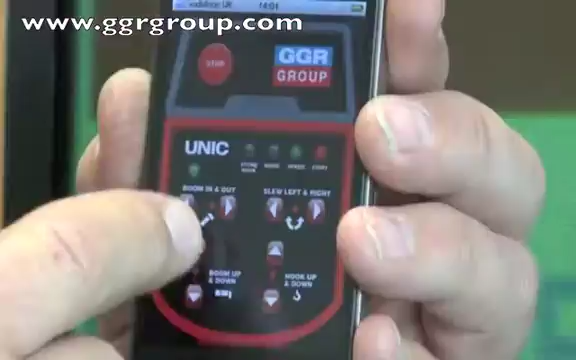 www.ggrgroup.com
vodafone UK 14:01
STOP
GGR
GROUP
UNIC
BOOM IN & OUT
SLEW LEFT & RIGHT
BOOM UP
& DOWN
HOOK UP
& DOWN